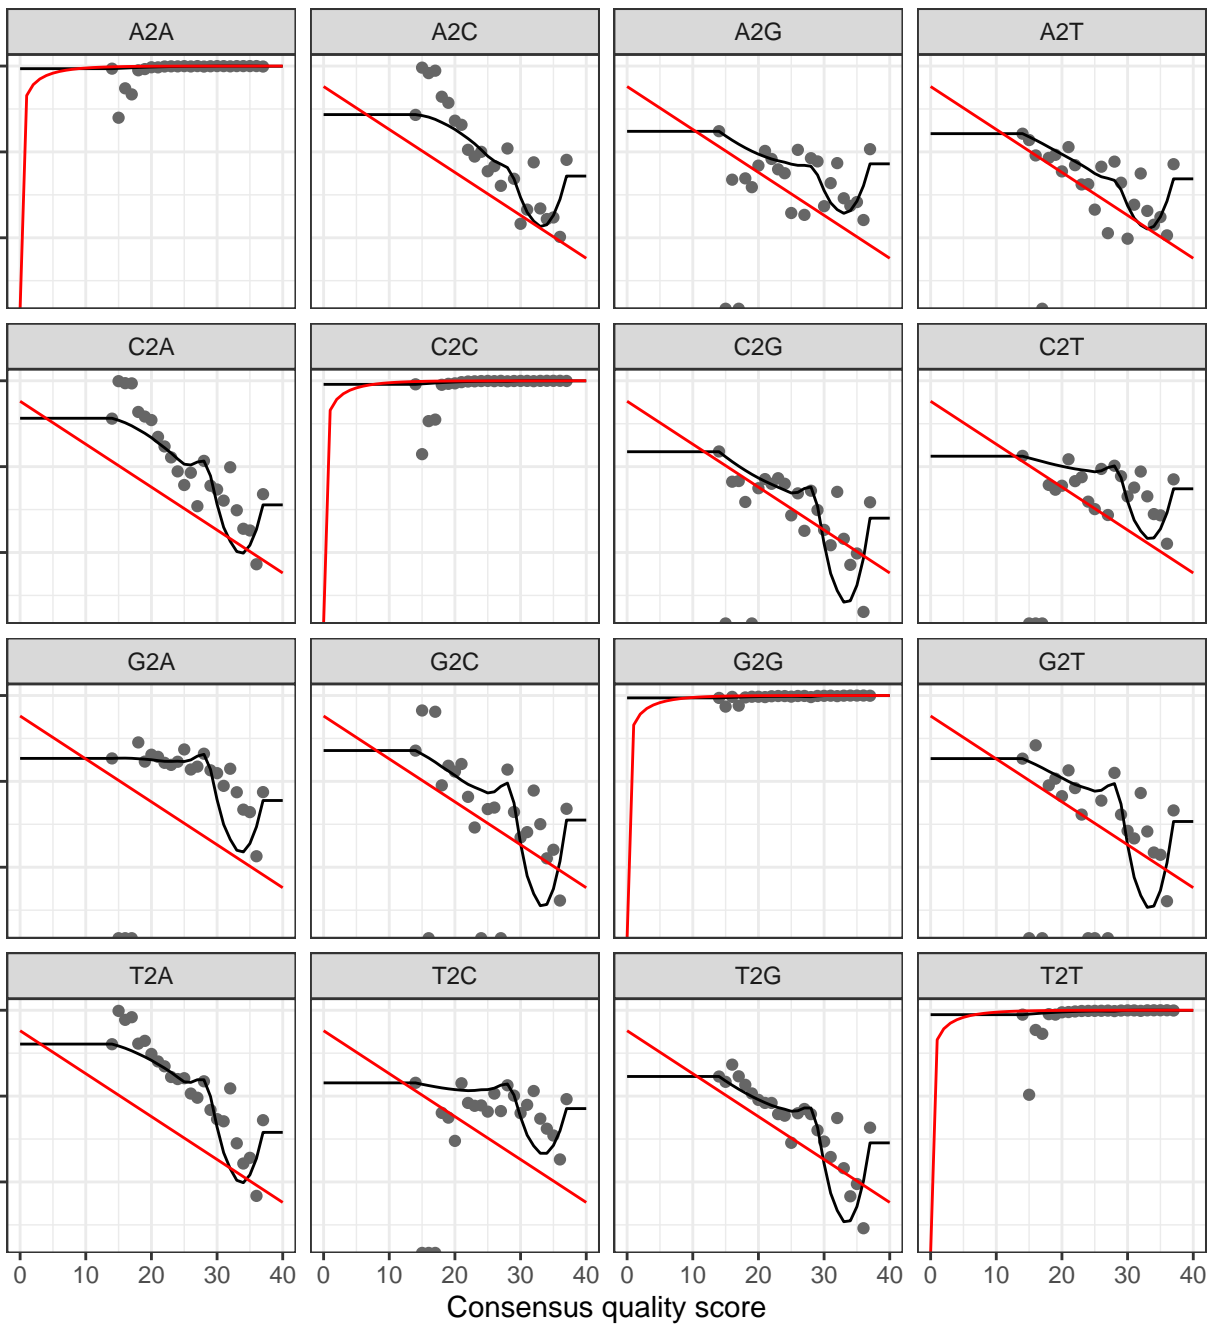 A2A A2C A2G A2T
C2A C2C C2G C2T
G2A G2C G2G G2T
T2A T2C T2G T2T
0 10 20 30 40 0 10 20 30 40 0 10 20 30 40 0 10 20 30 40
Consensus quality score